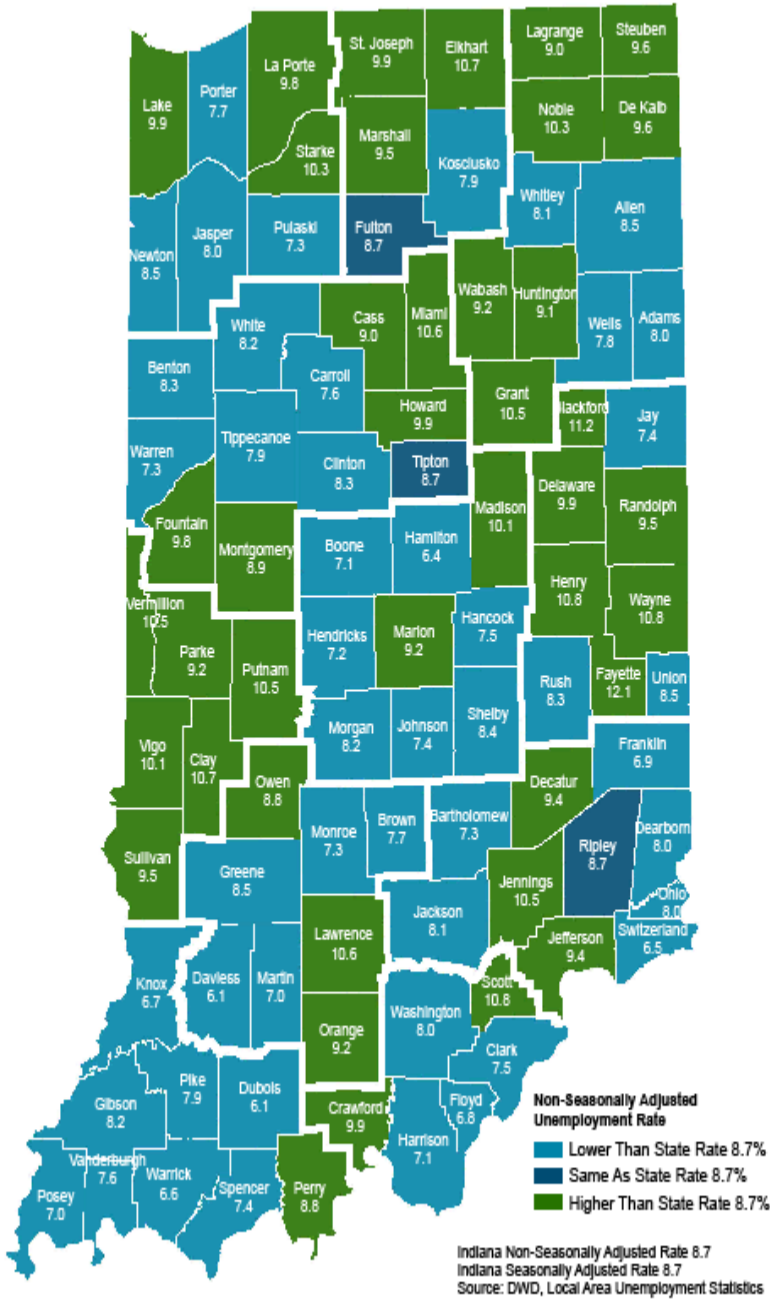 St. Joseph
9.9
Elkhart
10.7
Lagrange
9.0
Steuben
9.6
La Porte
9.8
Porter
7.7
Lake
9.9
Noble
10.3
De Kalb
9.6
Marshall
9.5
Starke
10.3
Kosciusko
7.9
Whitley
8.1
Allen
8.5
Newton
8.5
Jasper
8.0
Pulaski
7.3
Fulton
8.7
Wabash
9.2
Huntington
9.1
Cass
9.0
Miami
10.6
White
8.2
Wells
7.8
Adams
8.0
Benton
8.3
Carroll
7.6
Grant
10.5
Howard
9.9
lackford
11.2
Jay
7.4
Warren
7.3
Tippecanoe
7.9
Clinton
8.3
Tipton
8.7
Madison
10.1
Delaware
9.9
Randolph
9.5
Fountain
9.8
Montgomery
8.9
Boone
7.1
Hamilton
6.4
Henry
10.8
Wayne
10.8
Vermillion
10.5
Parke
9.2
Putnam
10.5
Hendricks
7.2
Marion
9.2
Hancock
7.5
Rush
8.3
Fayette
12.1
Union
8.5
Vigo
10.1
Clay
10.7
Owen
8.8
Morgan
8.2
Johnson
7.4
Shelby
8.4
Franklin
6.9
Decatur
9.4
Sullivan
9.5
Greene
8.5
Monroe
7.3
Brown
7.7
Bartholomew
7.3
Ripley
8.7
Dearborn
8.0
Ohio
8.0
Jennings
10.5
Jackson
8.1
Lawrence
10.6
Jefferson
9.4
Switzerland
6.5
Knox
6.7
Daviess
6.1
Martin
7.0
Scott
10.8
Washington
8.0
Orange
9.2
Clark
7.5
Gibson
8.2
Pike
7.9
Dubois
6.1
Crawford
9.9
Floyd
6.8
Harrison
7.1
Posey
7.0
Vanderburgh
7.6
Warrick
6.6
Spencer
7.4
Perry
8.8
Non-Seasonally Adjusted
Unemployment Rate
Lower Than State Rate 8.7%
Same As State Rate 8.7%
Higher Than State Rate 8.7%
Indiana Non-Seasonally Adjusted Rate 8.7
Indiana Seasonally Adjusted Rate 8.7
Source: DWD, Local Area Unemployment Statistics